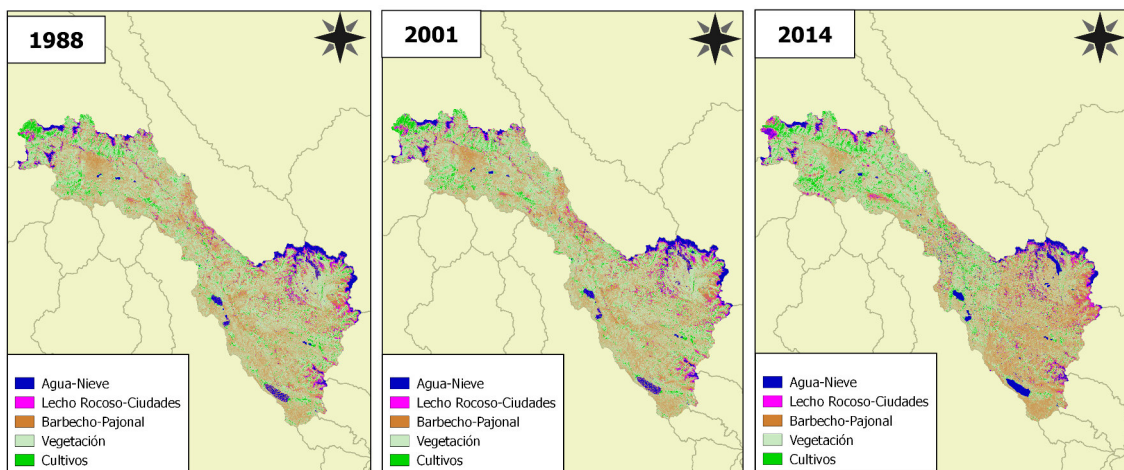 1988
Agua-Nieve
Lecho Rocoso-Ciudades
Barbecho-Pajonal
Vegetación
Cultivos
2001
Agua-Nieve
Lecho Rocoso-Ciudades
Barbecho-Pajonal
Vegetación
Cultivos
2014
Agua-Nieve
Lecho Rocoso-Ciudades
Barbecho-Pajonal
Vegetación
Cultivos